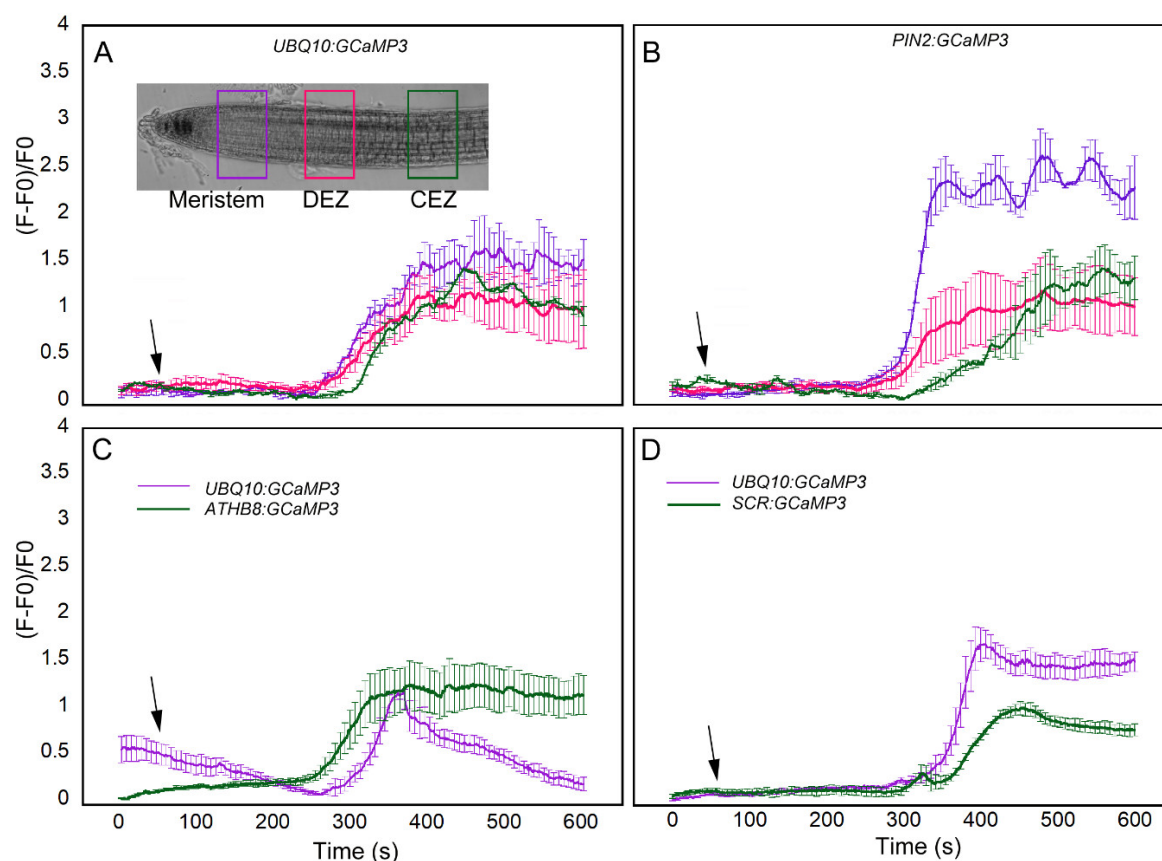 A
UBQ10:GCaMP3
Meristem DEZ CEZ
B
PIN2:GCaMP3
(F-F0)/F0
4
3.5
3
2.5
2
1.5
1
0.5
0
C
UBQ10:GCaMP3
ATHB8:GCaMP3
D
UBQ10:GCaMP3
SCR:GCaMP3
(F-F0)/F0
4
3.5
3
2.5
2
1.5
1
0.5
0
0 100 200 300 400 500 600
Time (s)
0 100 200 300 400 500 600
Time (s)